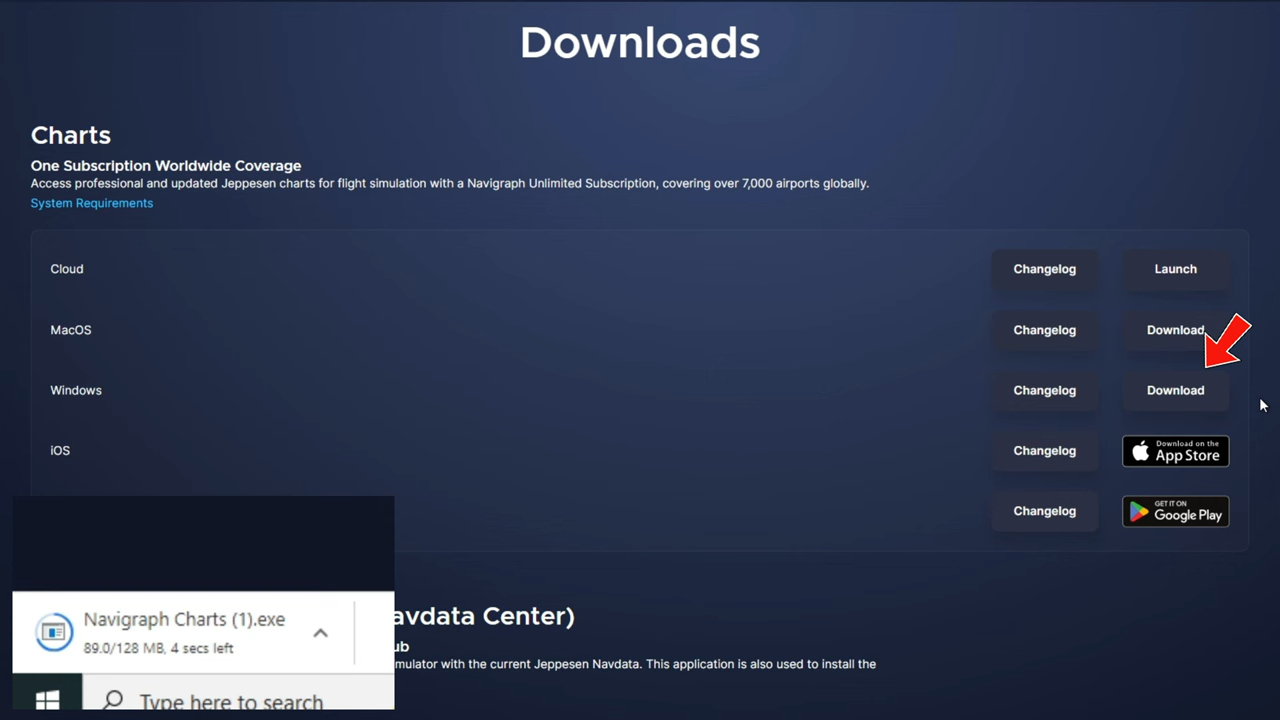 Downloads
Charts
One Subscription Worldwide Coverage
Access professional and updated Jeppesen charts for flight simulation with a Navigraph Unlimited Subscription, covering over 7,000 airports globally.
System Requirements
Cloud Changelog Launch
MacOS Changelog Download
Windows Changelog Download
iOS Changelog Download on the
App Store
Changelog GET IT ON
Google Play
avdata Center)
ub
mulator with the current Jeppesen Navdata. This application is also used to install the
Navigraph Charts (1).exe
89.0/128 MB, 4 secs left
Type here to search